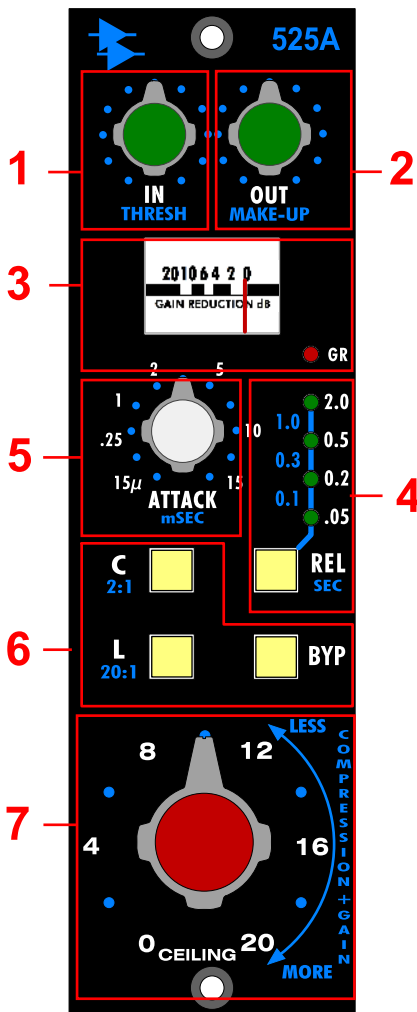 525A
1
IN
THRESH
OUT
MAKE-UP
2
3
20 10 6 4 2 0
GAIN REDUCTION dB
GR
5
2
5
1
10
.25
15µ
15
ATTACK
mSEC
4
2.0
1.0
0.5
0.3
0.2
0.1
.05
REL
SEC
6
C
2:1
L
20:1
BYP
7
LESS
8
12
4
16
0
CEILING
20
MORE
COMPRESSION + GAIN